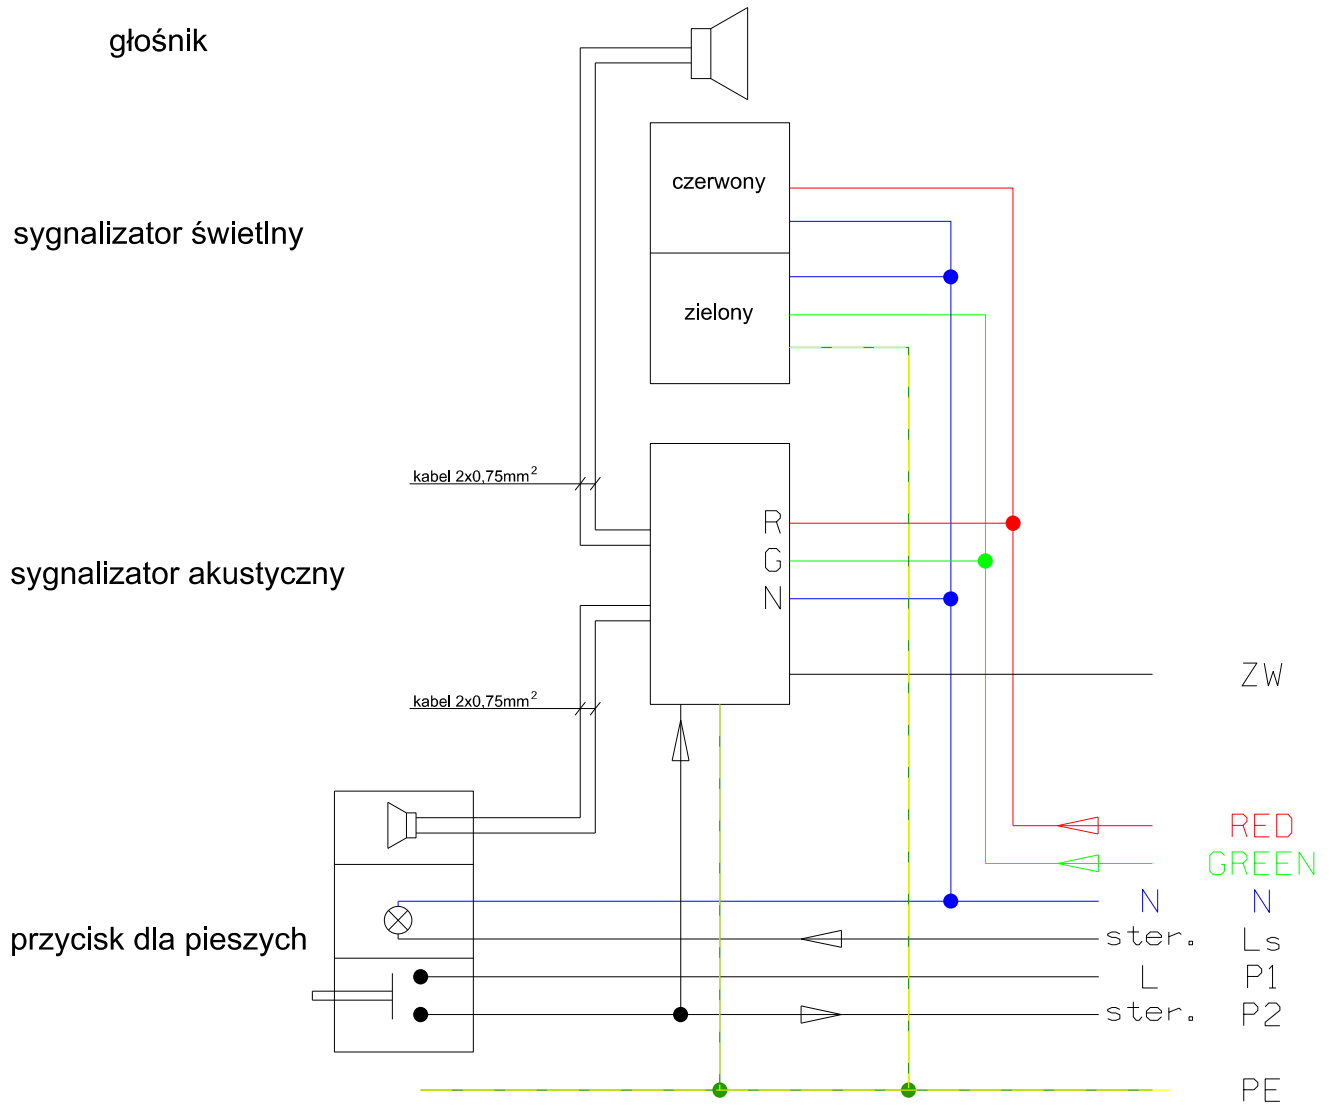 głośnik
czerwony
sygnalizator świetlny
zielony
kabel 2x0,75mm²
R
G
sygnalizator akustyczny
N
ZW
kabel 2x0,75mm²
RED
GREEN
N N
przycisk dla pieszych
ster. Ls
L P1
ster. P2
PE